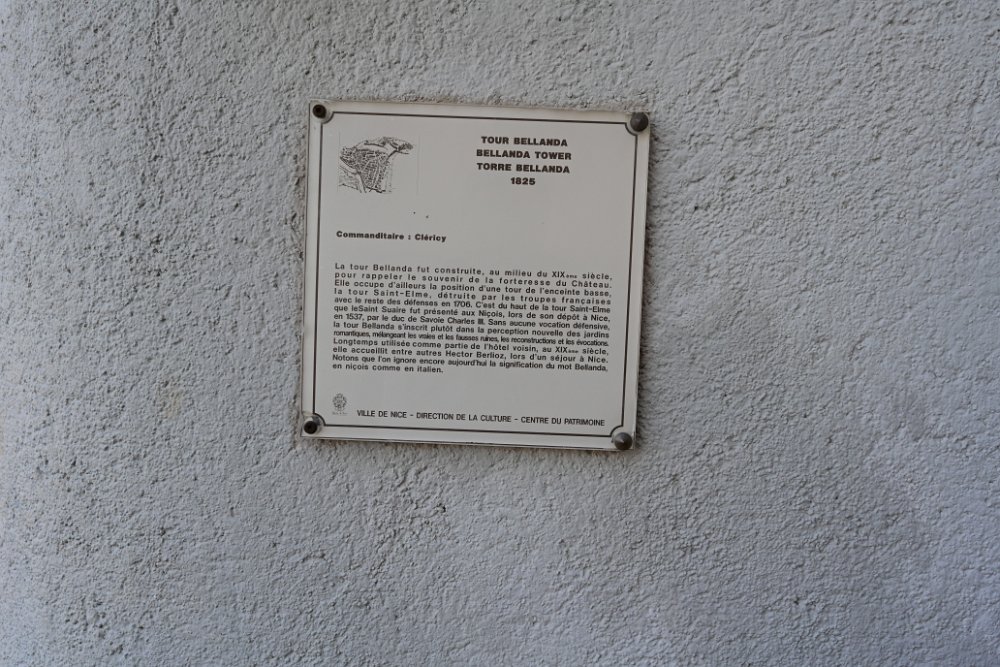 TOUR BELLANDA
BELLANDA TOWER
TORRE BELLANDA
1825
Commanditaire : Cléricy
La tour Bellanda fut construite, au milieu du XIXème siècle,
pour rappeler le souvenir de la forteresse du Château.
Elle occupe d'ailleurs la position d'une tour de l'enceinte basse,
la tour Saint-Elme, détruite par les troupes françaises
avec le reste des défenses en 1706. C'est du haut de la tour Saint-Elme
que leSaint Suaire fut présenté aux Niçois, lors de son dépôt à Nice,
en 1537, par le duc de Savoie Charles III. Sans aucune vocation défensive,
la tour Bellanda s'inscrit plutôt dans la perception nouvelle des jardins
romantiques, mélangeant les vraies et les fausses ruines, les reconstructions et les évocations.
Longtemps utilisée comme partie de l'hôtel voisin, au XIXème siècle,
elle accueillit entre autres Hector Berlioz, lors d'un séjour à Nice.
Notons que l'on ignore encore aujourd'hui la signification du mot Bellanda,
en niçois comme en italien.
VILLE DE NICE - DIRECTION DE LA CULTURE - CENTRE DU PATRIMOINE